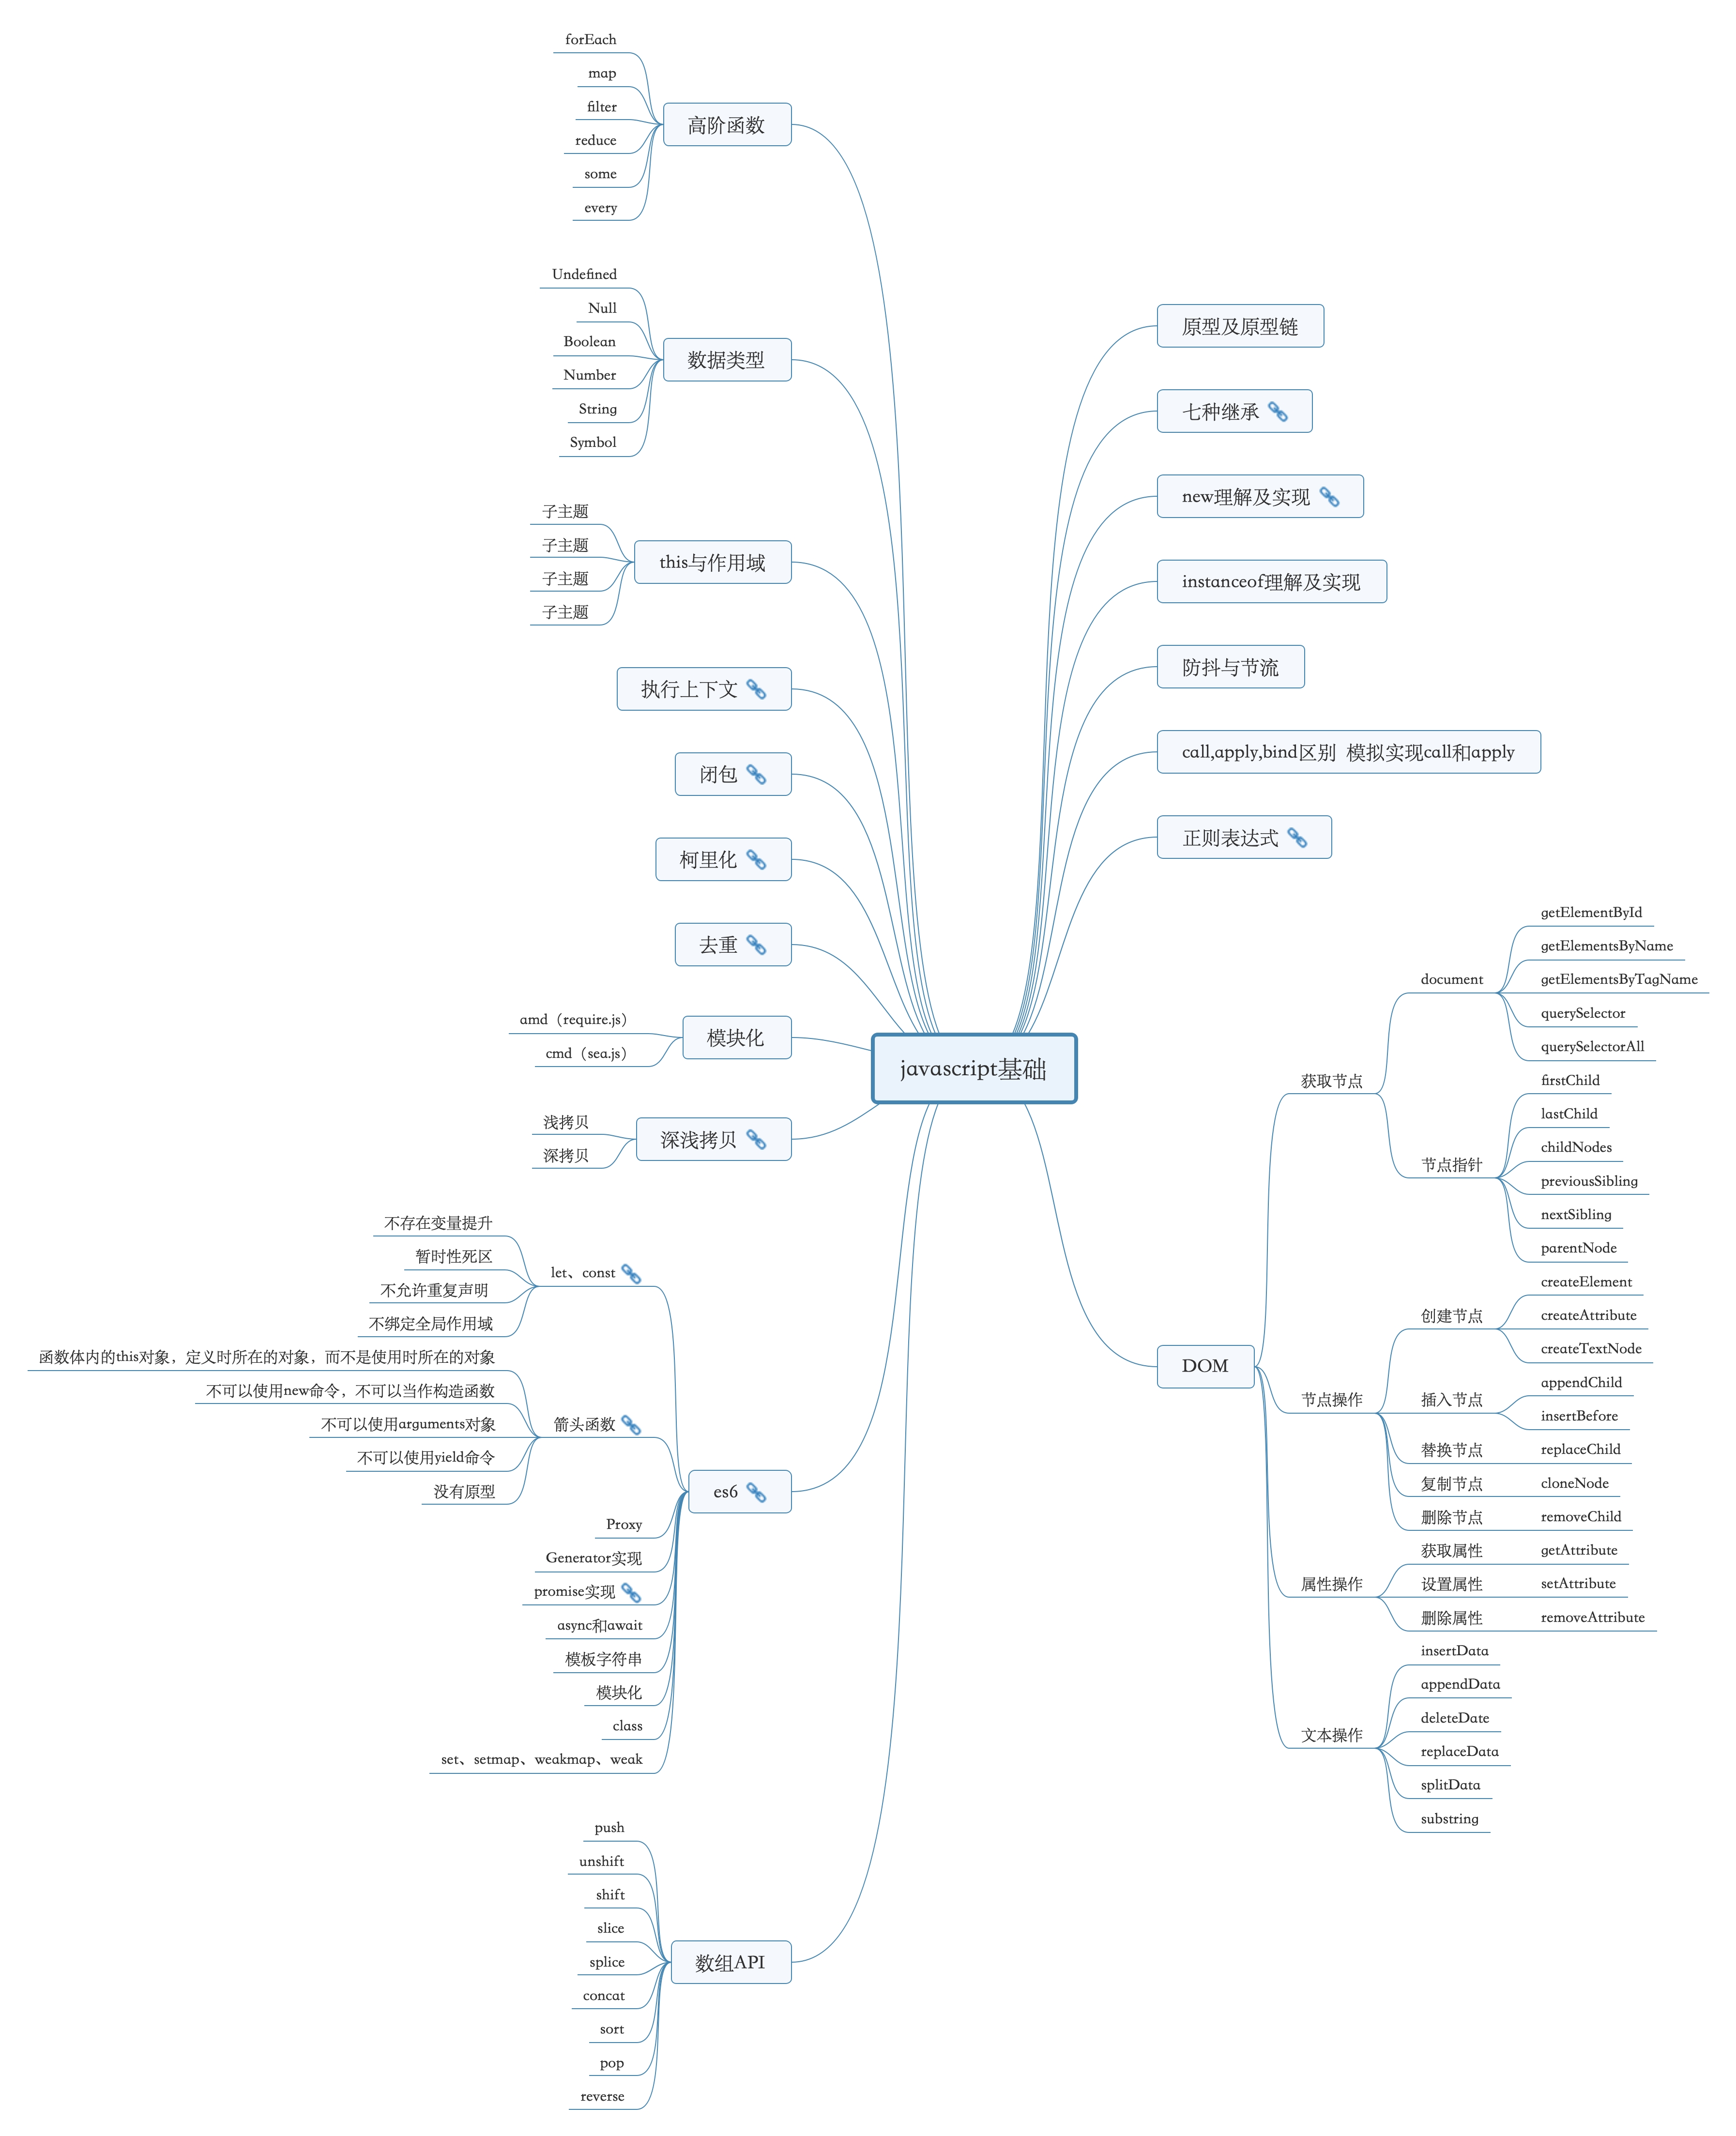 javascript基础
原型及原型链
七种继承
new理解及实现
instanceof理解及实现
防抖与节流
call,apply,bind区别 模拟实现call和apply
正则表达式
DOM
获取节点
document
getElementById
getElementsByName
getElementsByTagName
querySelector
querySelectorAll
节点指针
firstChild
lastChild
childNodes
previousSibling
nextSibling
parentNode
节点操作
创建节点
createElement
createAttribute
createTextNode
插入节点
appendChild
insertBefore
替换节点
replaceChild
复制节点
cloneNode
删除节点
removeChild
属性操作
获取属性
getAttribute
设置属性
setAttribute
删除属性
removeAttribute
文本操作
insertData
appendData
deleteDate
replaceData
splitData
substring
高阶函数
forEach
map
filter
reduce
some
every
数据类型
Undefined
Null
Boolean
Number
String
Symbol
this与作用域
子主题
子主题
子主题
子主题
执行上下文
闭包
柯里化
去重
模块化
amd（require.js）
cmd（sea.js）
深浅拷贝
浅拷贝
深拷贝
es6
let、const
不存在变量提升
暂时性死区
不允许重复声明
不绑定全局作用域
箭头函数
函数体内的this对象，定义时所在的对象，而不是使用时所在的对象
不可以使用new命令，不可以当作构造函数
不可以使用arguments对象
不可以使用yield命令
没有原型
Proxy
Generator实现
promise实现
async和await
模板字符串
模块化
class
set、setmap、weakmap、weak
数组API
push
unshift
shift
slice
splice
concat
sort
pop
reverse